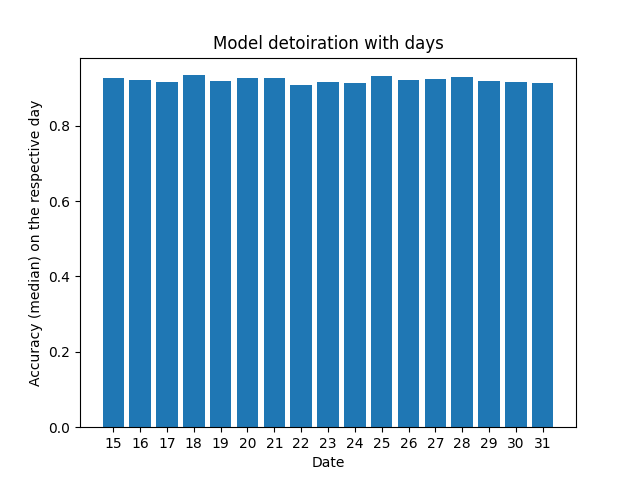 Model detoiration with days
Accuracy (median) on the respective day
0.8
0.6
0.4
0.2
0.0
15 16 17 18 19 20 21 22 23 24 25 26 27 28 29 30 31
Date